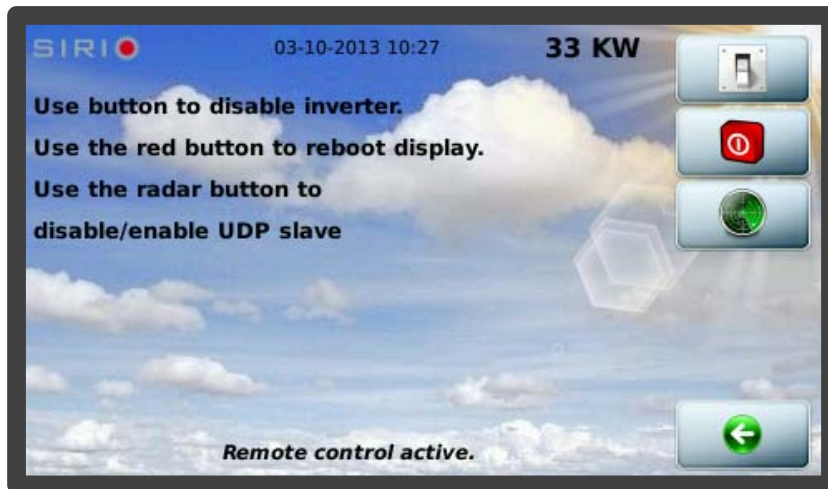 SIRIO
03-10-2013 10:27
33 KW
Use button to disable inverter.
Use the red button to reboot display.
Use the radar button to
disable/enable UDP slave
Remote control active.